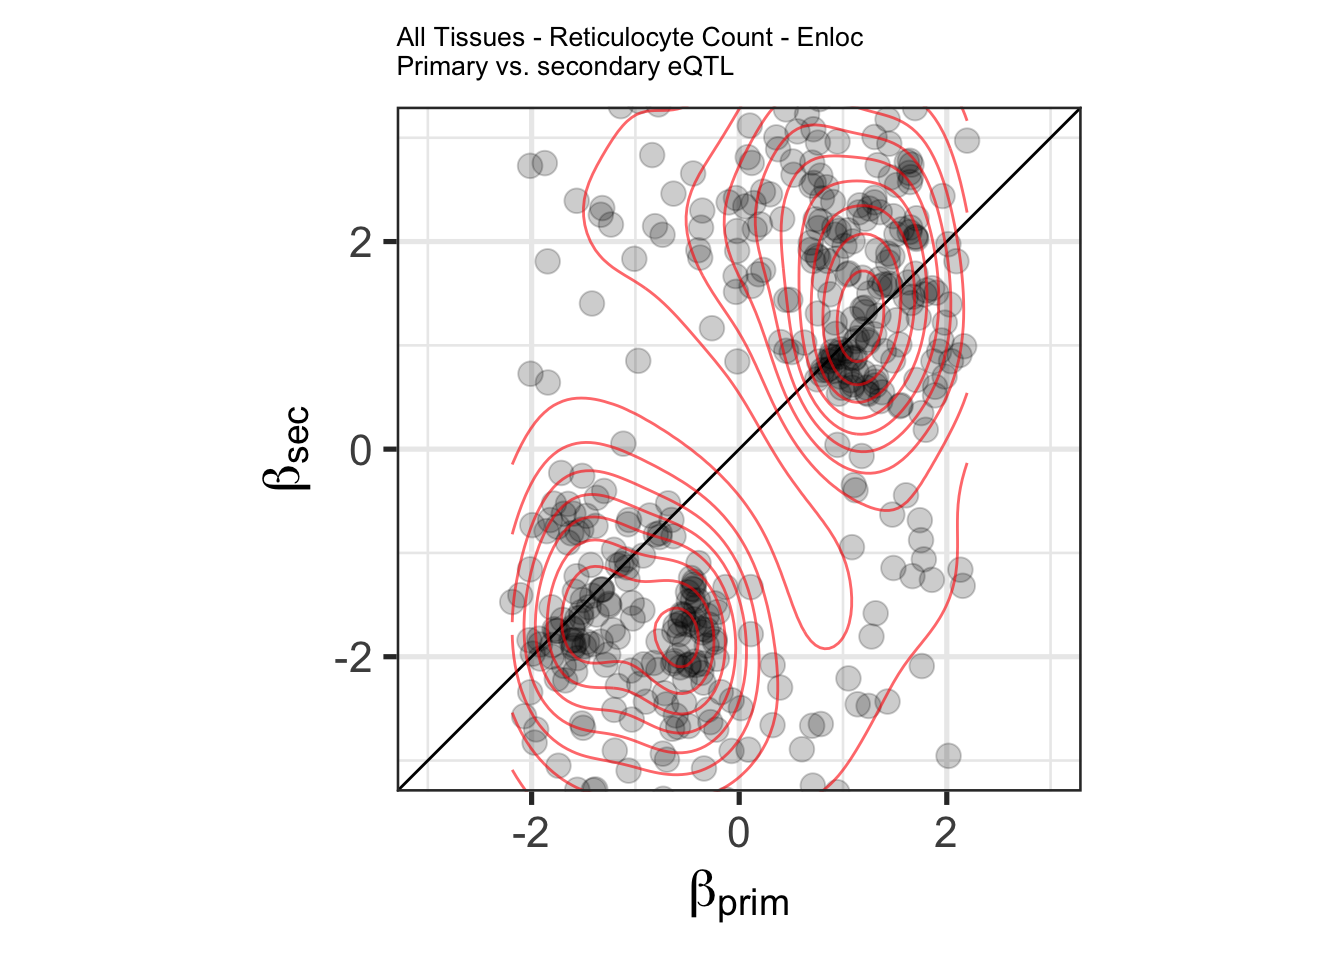 All Tissues - Reticulocyte Count - Enloc
Primary vs. secondary eQTL
βsec
2
0
-2
-2 0 2
βprim